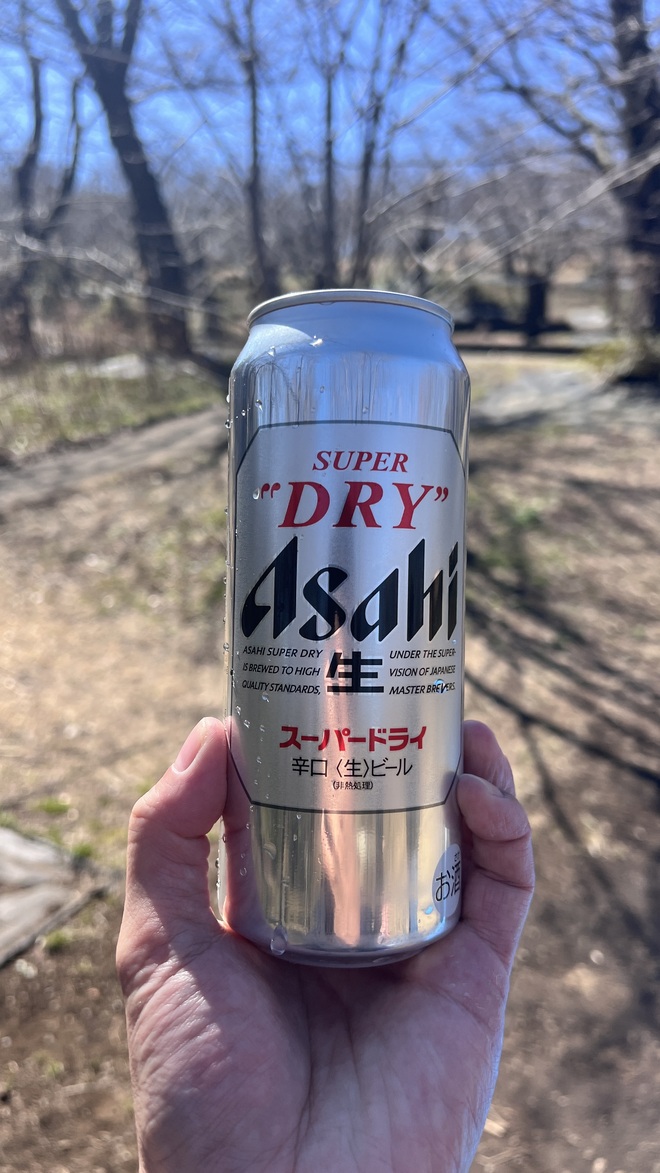 SUPER
“DRY”
Asahi
ASAHI SUPER DRY
IS BREWED TO HIGH
QUALITY STANDARDS,
生
UNDER THE SUPER-
VISION OF JAPANESE
MASTER BREWERS.
スーパードライ
辛口〈生〉ビール
(非熱処理)
お酒